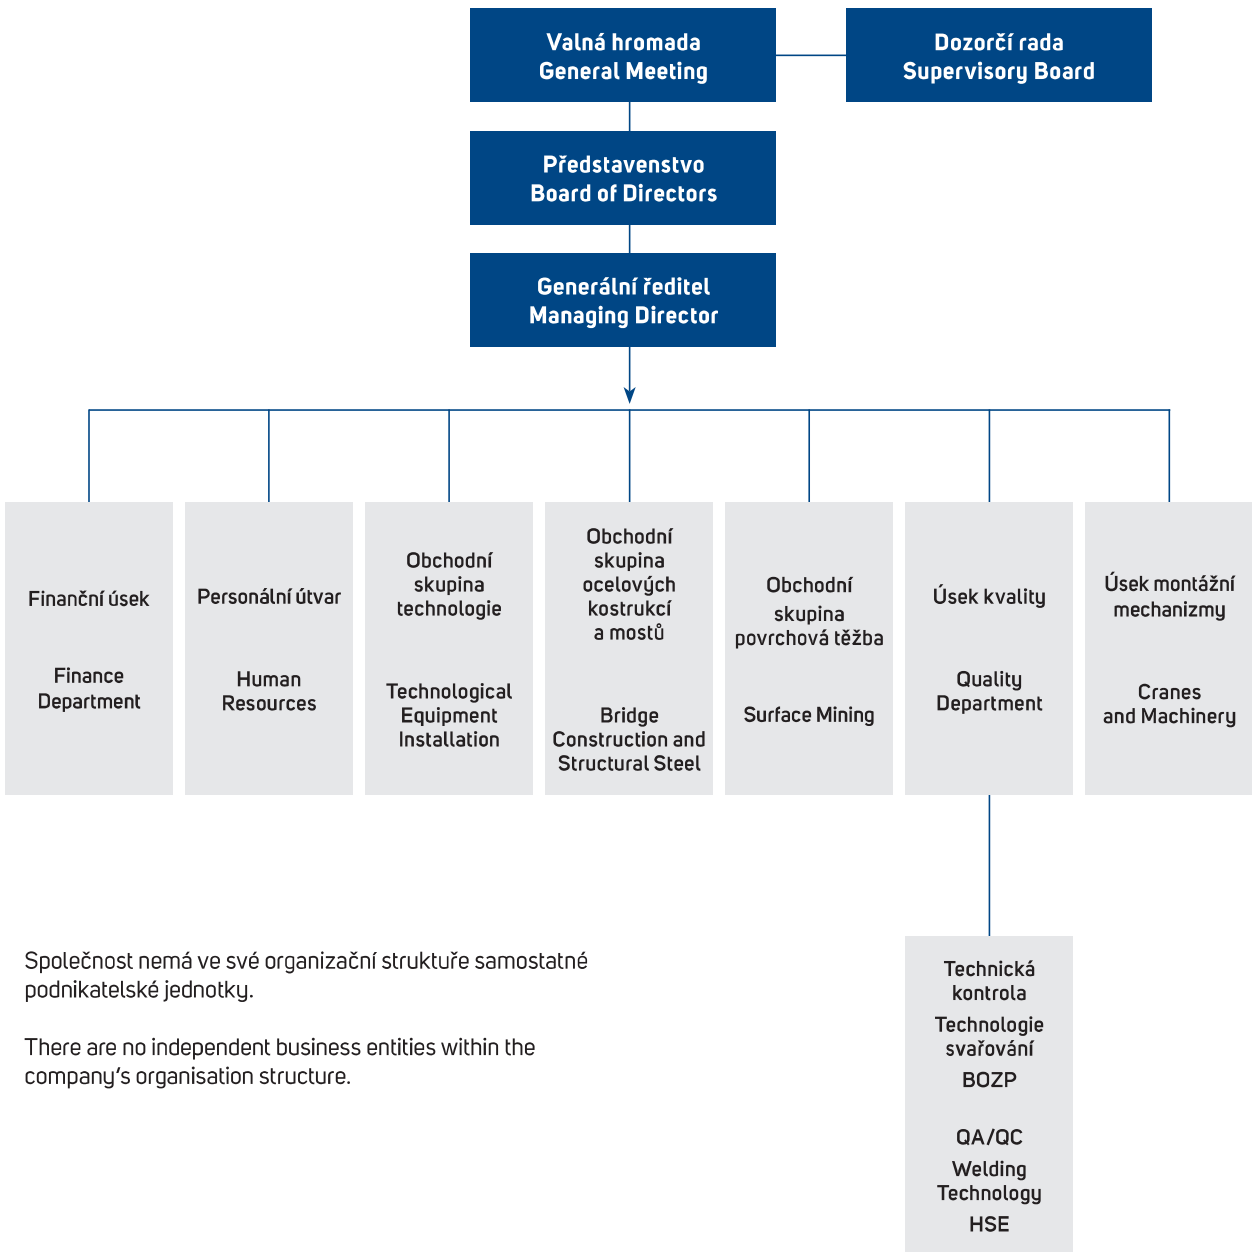 Valná hromada
General Meeting
Dozorčí rada
Supervisory Board
Představenstvo
Board of Directors
Generální ředitel
Managing Director
Finanční úsek
Finance
Department
Personální útvar
Human
Resources
Obchodní
skupina
technologie
Technological
Equipment
Installation
Obchodní
skupina
ocelových
kostrukcí
a mostů
Bridge
Construction and
Structural Steel
Obchodní
skupina
povrchová těžba
Surface Mining
Úsek kvality
Quality
Department
Úsek montážní
mechanizmy
Cranes
and Machinery
Technická
kontrola
Technologie
svařování
BOZP
QA/QC
Welding
Technology
HSE
Společnost nemá ve své organizační struktuře samostatné
podnikatelské jednotky.
There are no independent business entities within the
company's organisation structure.